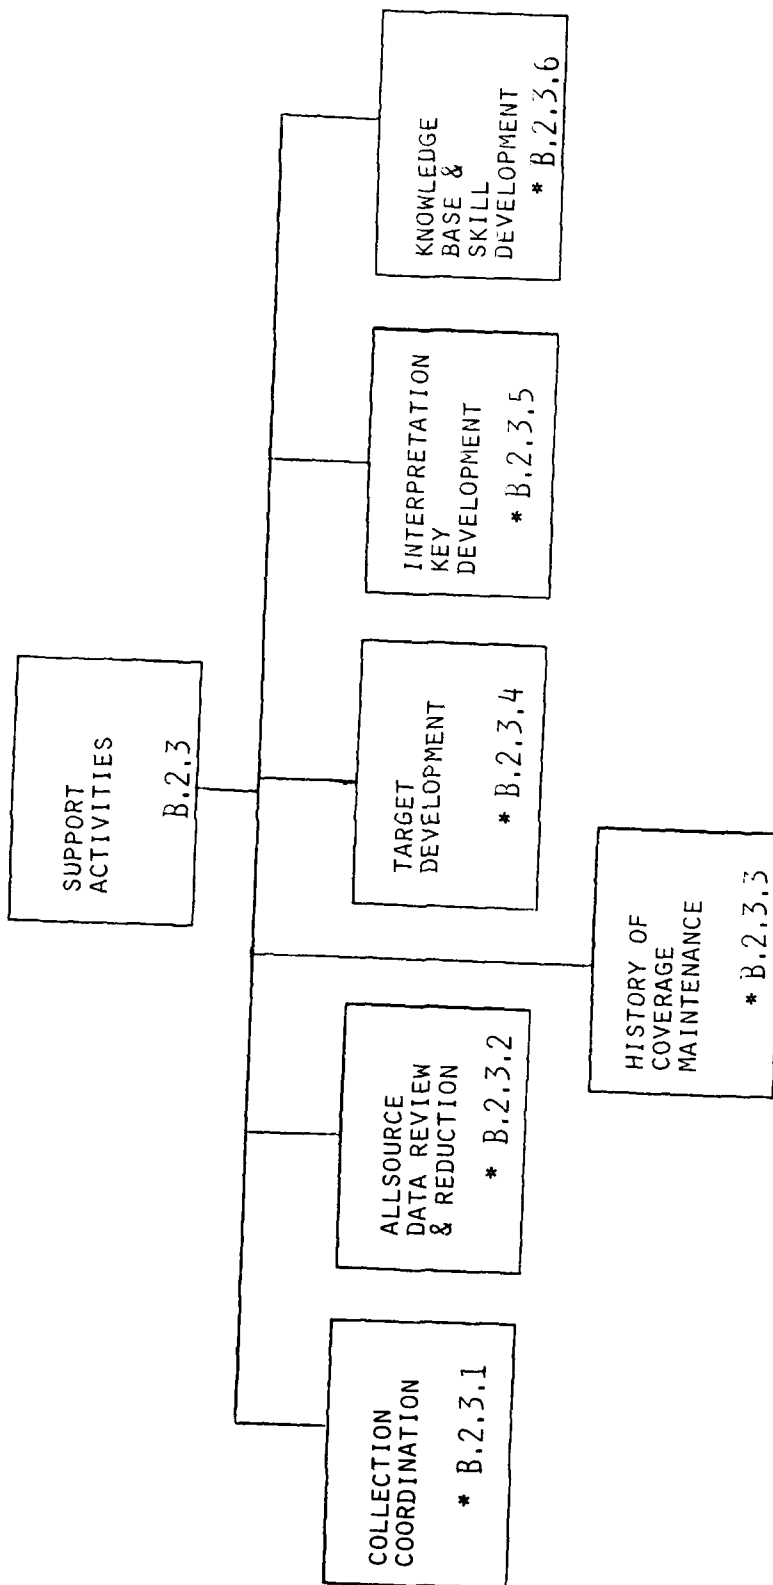 SUPPORT
ACTIVITIES
B.2.3
COLLECTION
COORDINATION
* B.2.3.1
ALLSOURCE
DATA REVIEW
& REDUCTION
* B.2.3.2
HISTORY OF
COVERAGE
MAINTENANCE
* B.2.3.3
TARGET
DEVELOPMENT
* B.2.3.4
INTERPRETATION
KEY
DEVELOPMENT
* B.2.3.5
KNOWLEDGE
BASE &
SKILL
DEVELOPMENT
* B.2.3.6